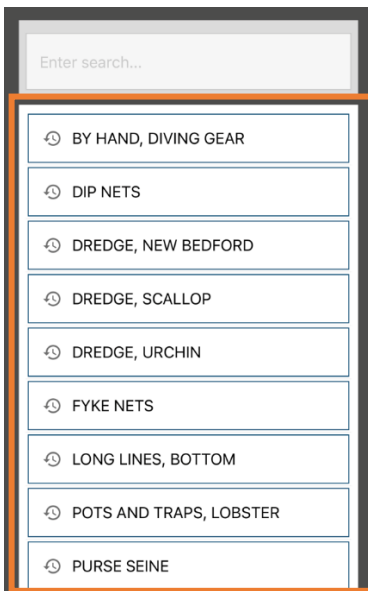 Enter search...
BY HAND, DIVING GEAR
DIP NETS
DREDGE, NEW BEDFORD
DREDGE, SCALLOP
DREDGE, URCHIN
FYKE NETS
LONG LINES, BOTTOM
POTS AND TRAPS, LOBSTER
PURSE SEINE